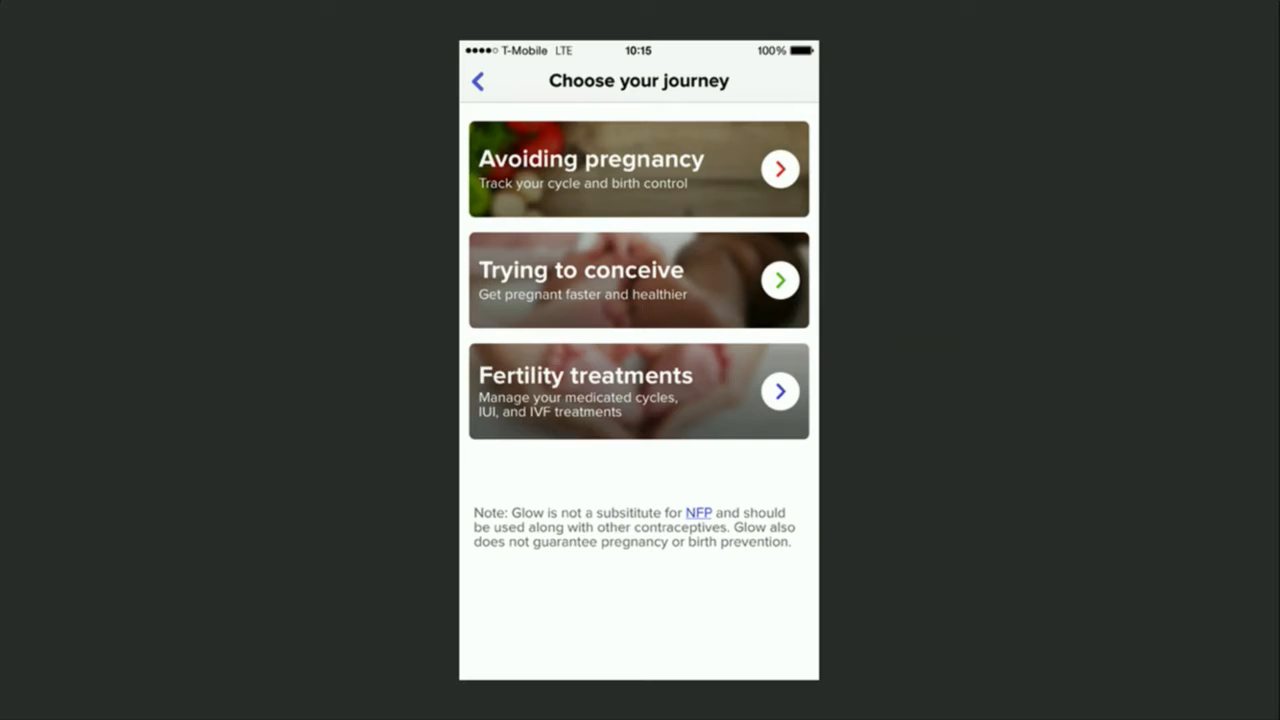 T-Mobile LTE 10:15 100%
Choose your journey
Avoiding pregnancy
Track your cycle and birth control
Trying to conceive
Get pregnant faster and healthier
Fertility treatments
Manage your medicated cycles,
IUI, and IVF treatments
Note: Glow is not a subsititute for NFP and should
be used along with other contraceptives. Glow also
does not guarantee pregnancy or birth prevention.